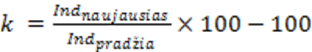 k = Ind_naujausias / Ind_pradžia × 100 − 100